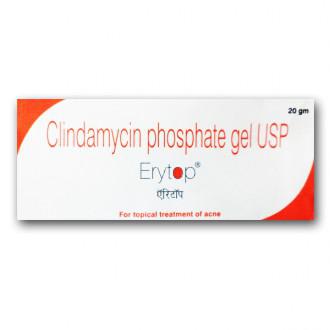 20 gm
Clindamycin phosphate gel USP
Erytop®
एरिटॉप
For topical treatment of acne